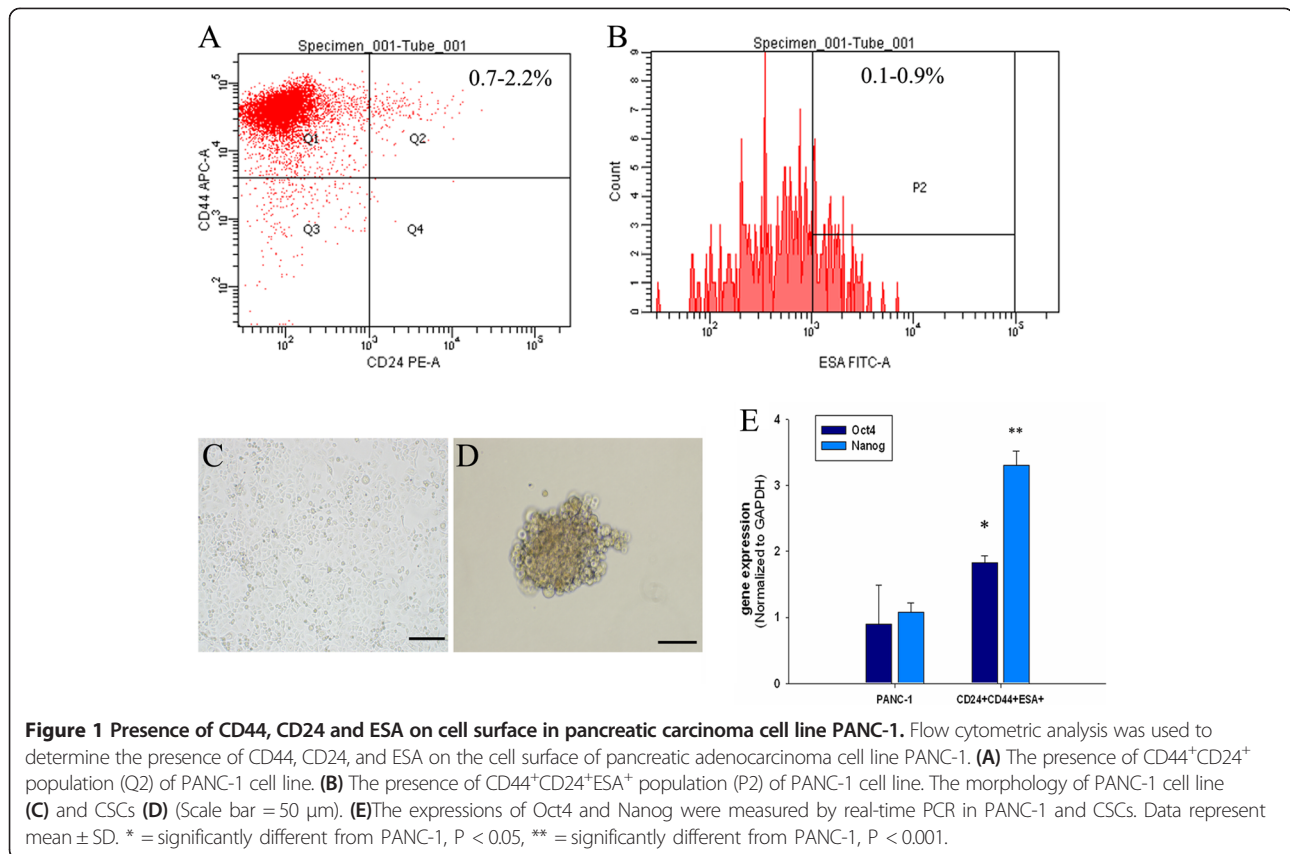 A
Specimen_001-Tube_001
0.7-2.2%
Q1
Q2
Q3
Q4
CD44 APC-A
10^5
10^4
10^3
10^2
10^2 10^3 10^4 10^5
CD24 PE-A
B
Specimen_001-Tube_001
0.1-0.9%
P2
Count
9
8
7
6
5
4
3
2
1
0
10^2 10^3 10^4 10^5
ESA FITC-A
C
D
E
Oct4
Nanog
*
**
gene expression
(Normalized to GAPDH)
4
3
2
1
0
PANC-1 CD24+CD44+ESA+
Figure 1 Presence of CD44, CD24 and ESA on cell surface in pancreatic carcinoma cell line PANC-1. Flow cytometric analysis was used to
determine the presence of CD44, CD24, and ESA on the cell surface of pancreatic adenocarcinoma cell line PANC-1. (A) The presence of CD44⁺CD24⁺
population (Q2) of PANC-1 cell line. (B) The presence of CD44⁺CD24⁺ESA⁺ population (P2) of PANC-1 cell line. The morphology of PANC-1 cell line
(C) and CSCs (D) (Scale bar = 50 μm). (E)The expressions of Oct4 and Nanog were measured by real-time PCR in PANC-1 and CSCs. Data represent
mean ± SD. * = significantly different from PANC-1, P < 0.05, ** = significantly different from PANC-1, P < 0.001.